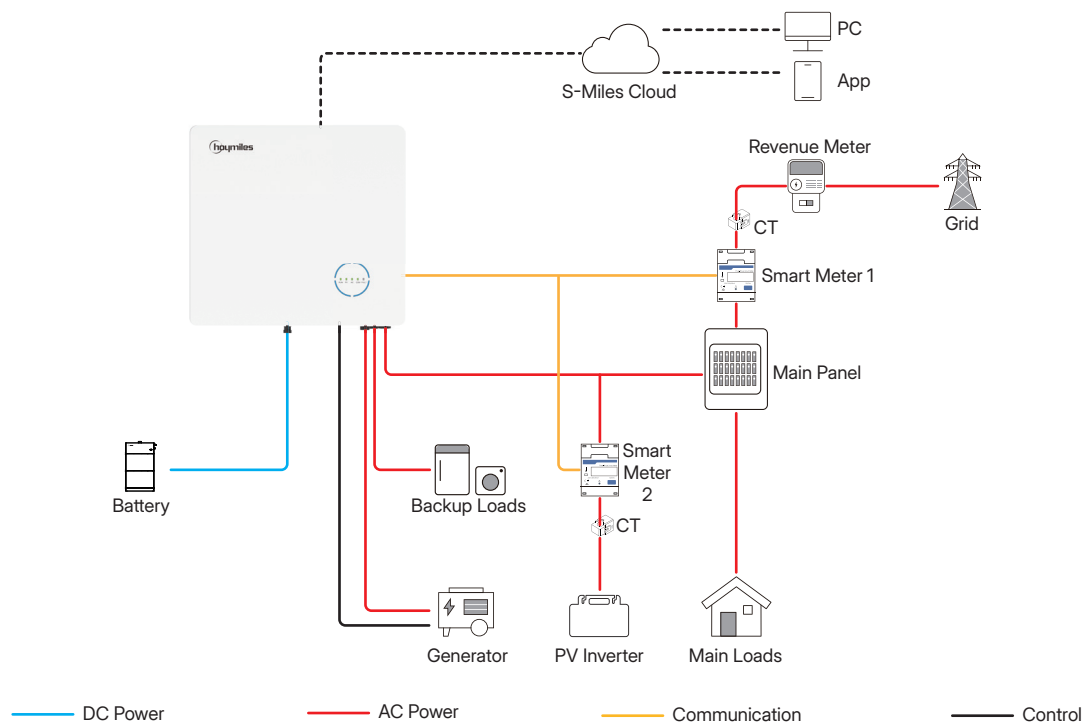 PC
S-Miles Cloud
App
hoymiles
Revenue Meter
Grid
CT
Smart Meter 1
Main Panel
Smart
Meter
2
Battery
Backup Loads
CT
Generator
PV Inverter
Main Loads
DC Power
AC Power
Communication
Control